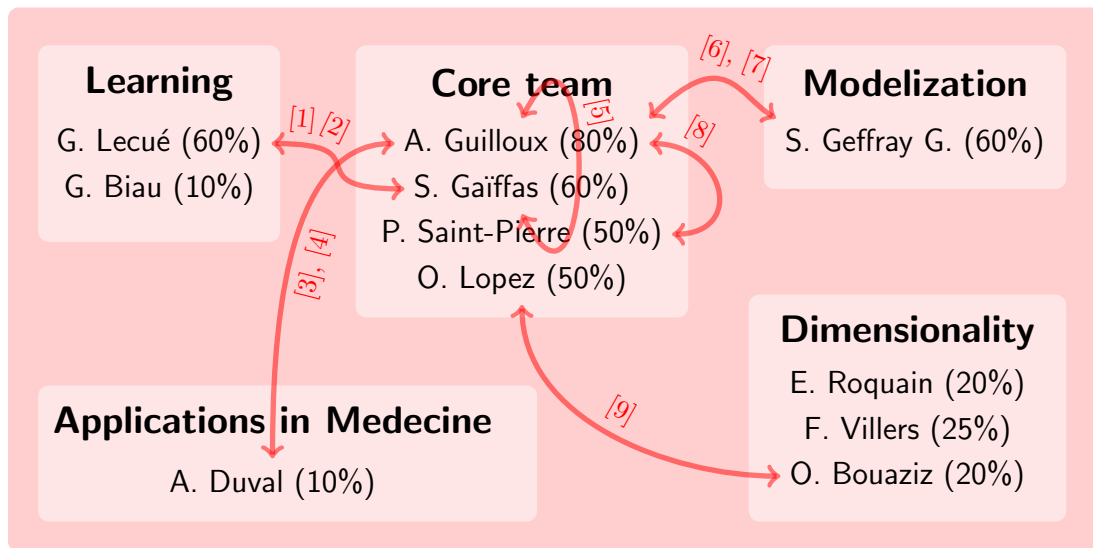 Learning
G. Lecué (60%)
G. Biau (10%)
[1] [2]
Core team
A. Guilloux (80%)
S. Gaïffas (60%)
P. Saint-Pierre (50%)
O. Lopez (50%)
[5]
[6], [7]
[8]
Modelization
S. Geffray G. (60%)
[3], [4]
Applications in Medecine
A. Duval (10%)
[9]
Dimensionality
E. Roquain (20%)
F. Villers (25%)
O. Bouaziz (20%)